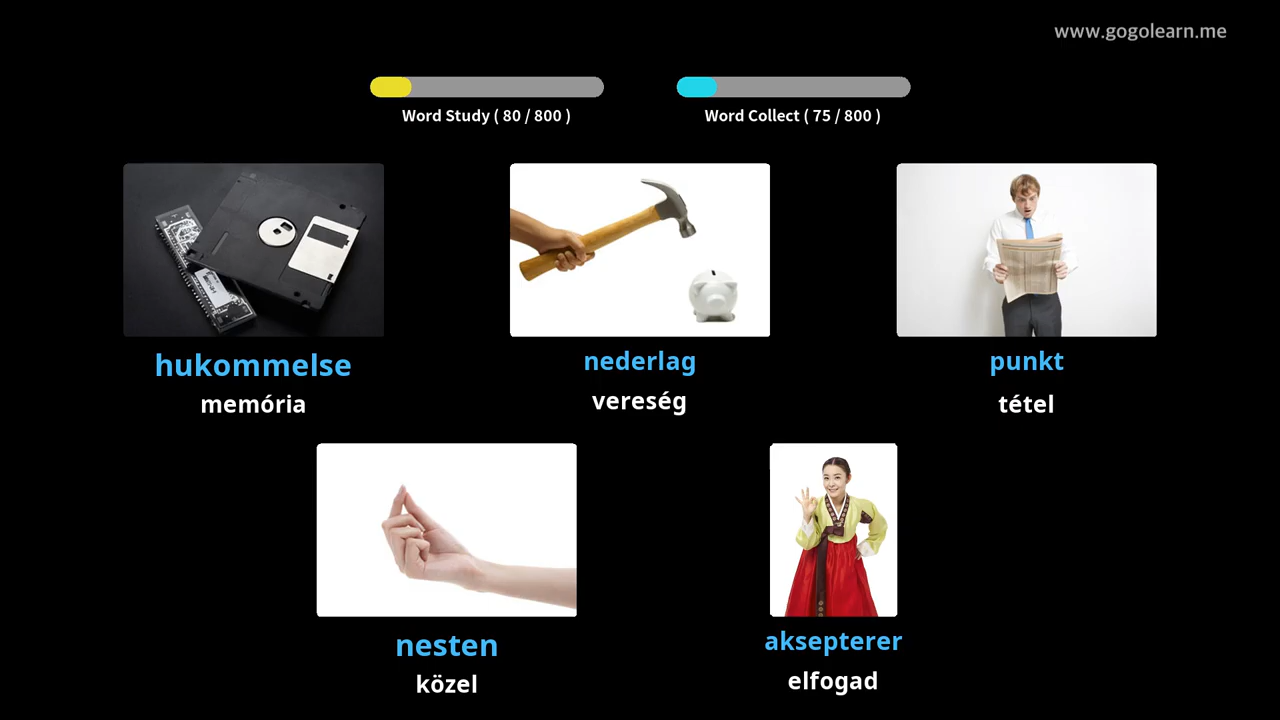 www.gogolearn.me
Word Study ( 80 / 800 )
Word Collect ( 75 / 800 )
hukommelse
memória
nederlag
vereség
punkt
tétel
nesten
közel
aksepterer
elfogad